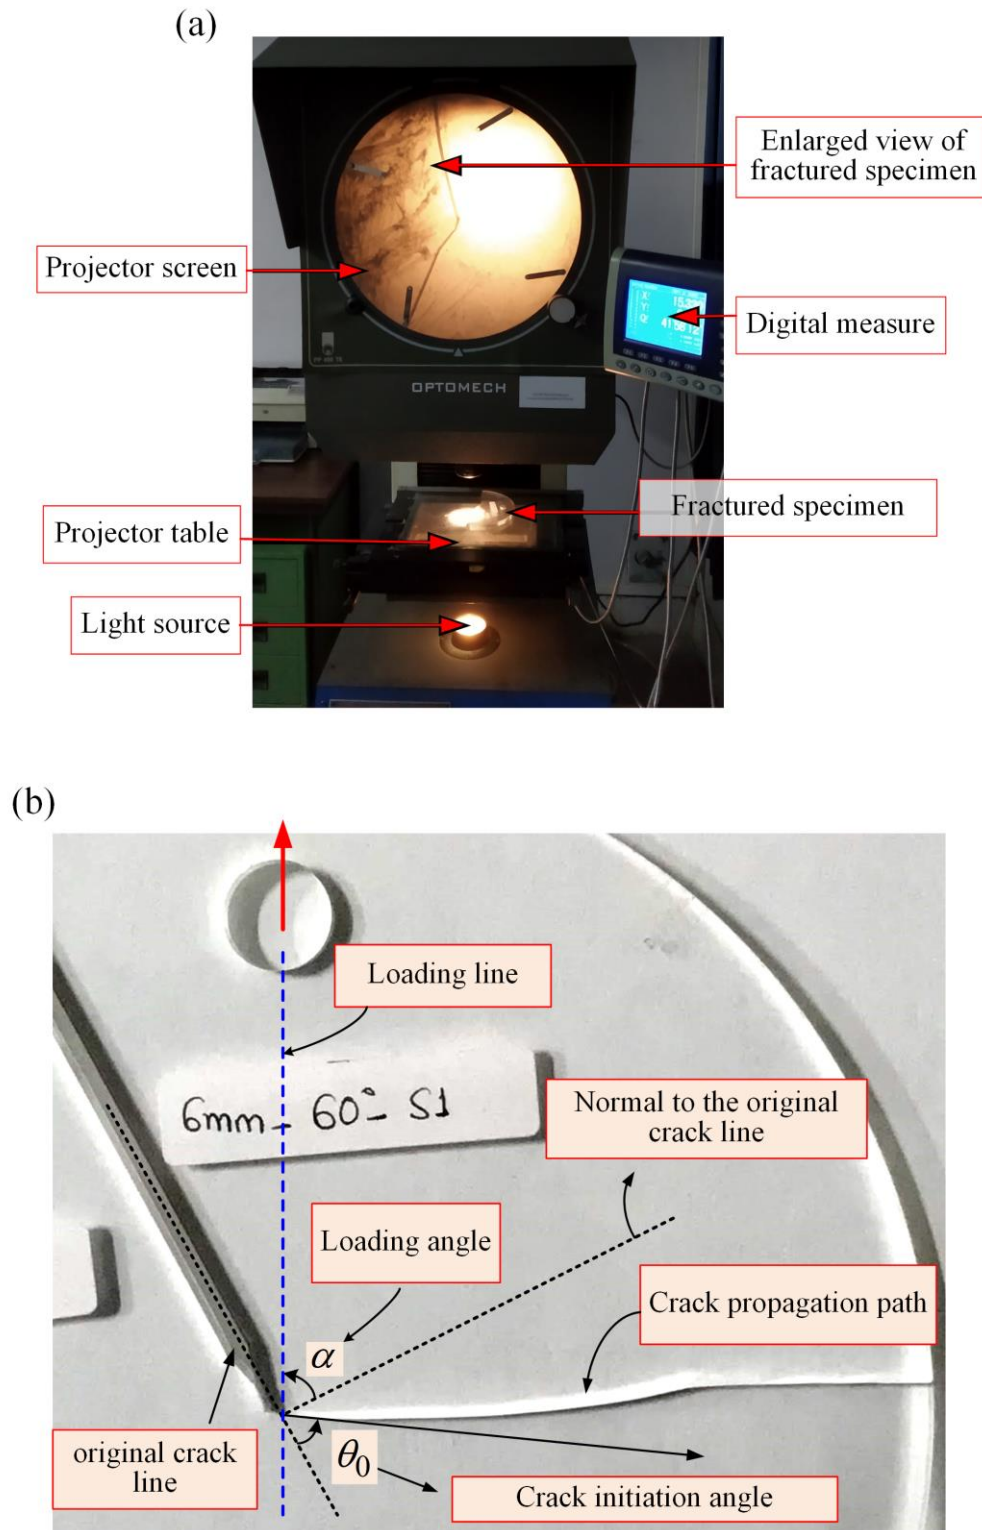 (a)
Enlarged view of
fractured specimen
Projector screen
Digital measure
OPTOMECH
Fractured specimen
Projector table
Light source
(b)
Loading line
6mm - 60° - S1
Normal to the original
crack line
Loading angle
Crack propagation path
α
original crack
line
θ0
Crack initiation angle